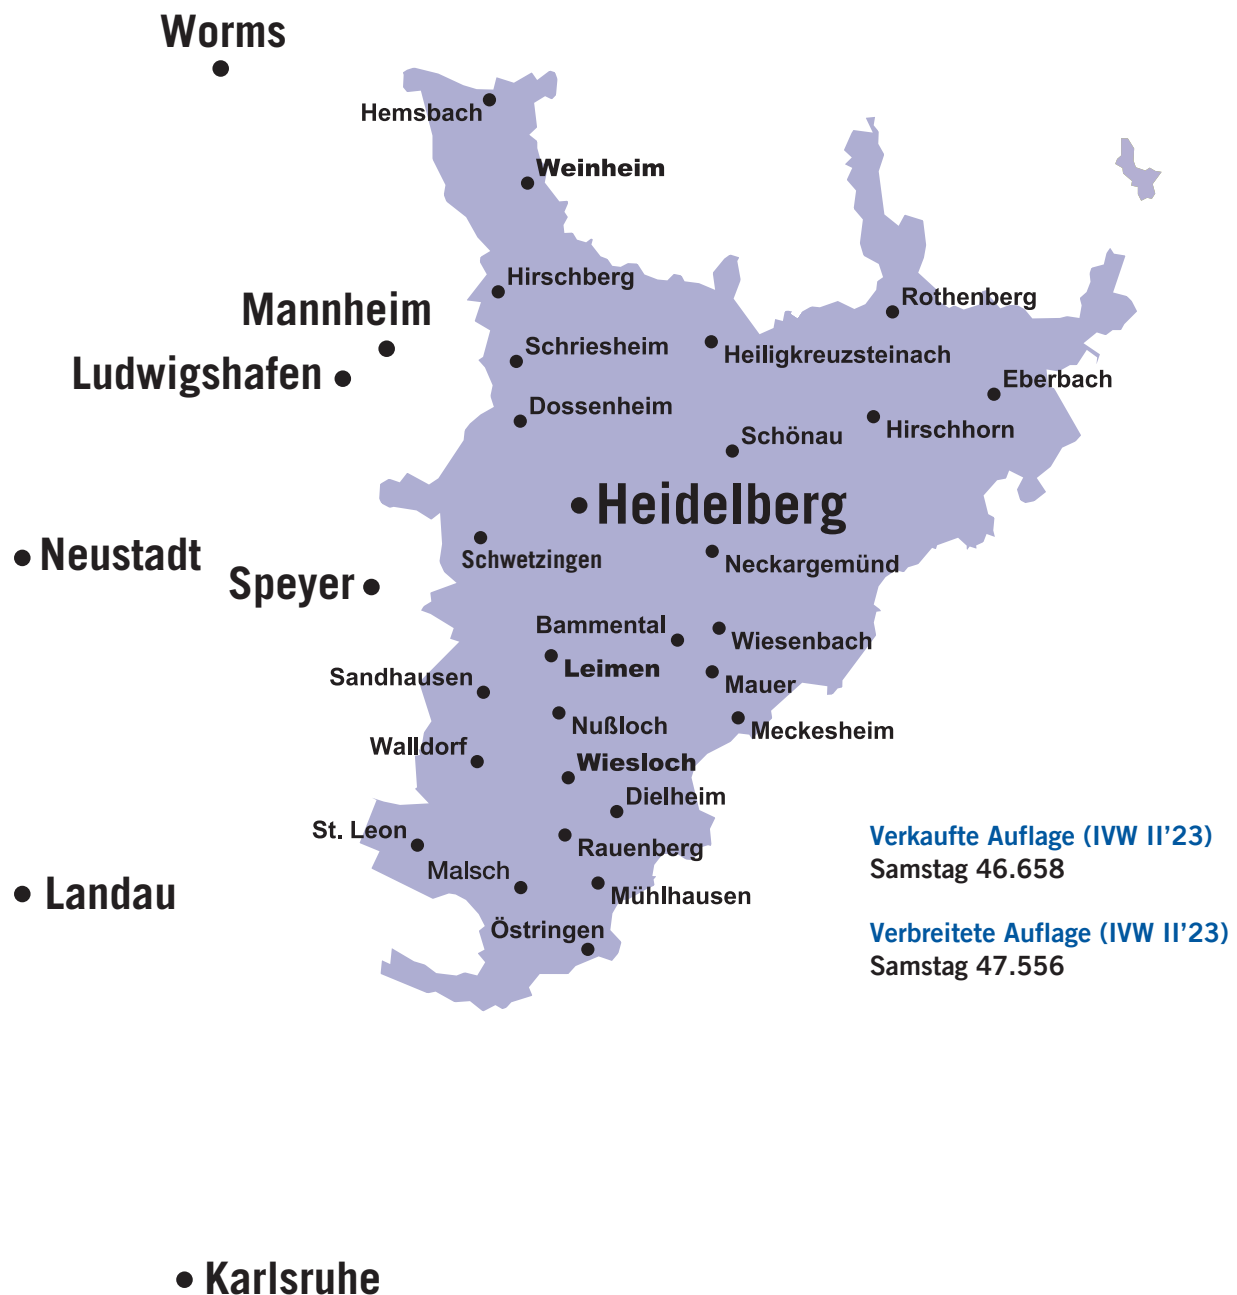 Worms
Hemsbach
Weinheim
Hirschberg
Mannheim
Rothenberg
Schriesheim
Heiligkreuzsteinach
Ludwigshafen
Eberbach
Dossenheim
Hirschhorn
Schönau
Heidelberg
Neustadt
Schwetzingen
Neckargemünd
Speyer
Bammental
Wiesenbach
Leimen
Sandhausen
Mauer
Nußloch
Meckesheim
Walldorf
Wiesloch
Dielheim
St. Leon
Rauenberg
Verkaufte Auflage (IVW II’23)
Samstag 46.658
Malsch
Mühlhausen
Landau
Östringen
Verbreitete Auflage (IVW II’23)
Samstag 47.556
Karlsruhe